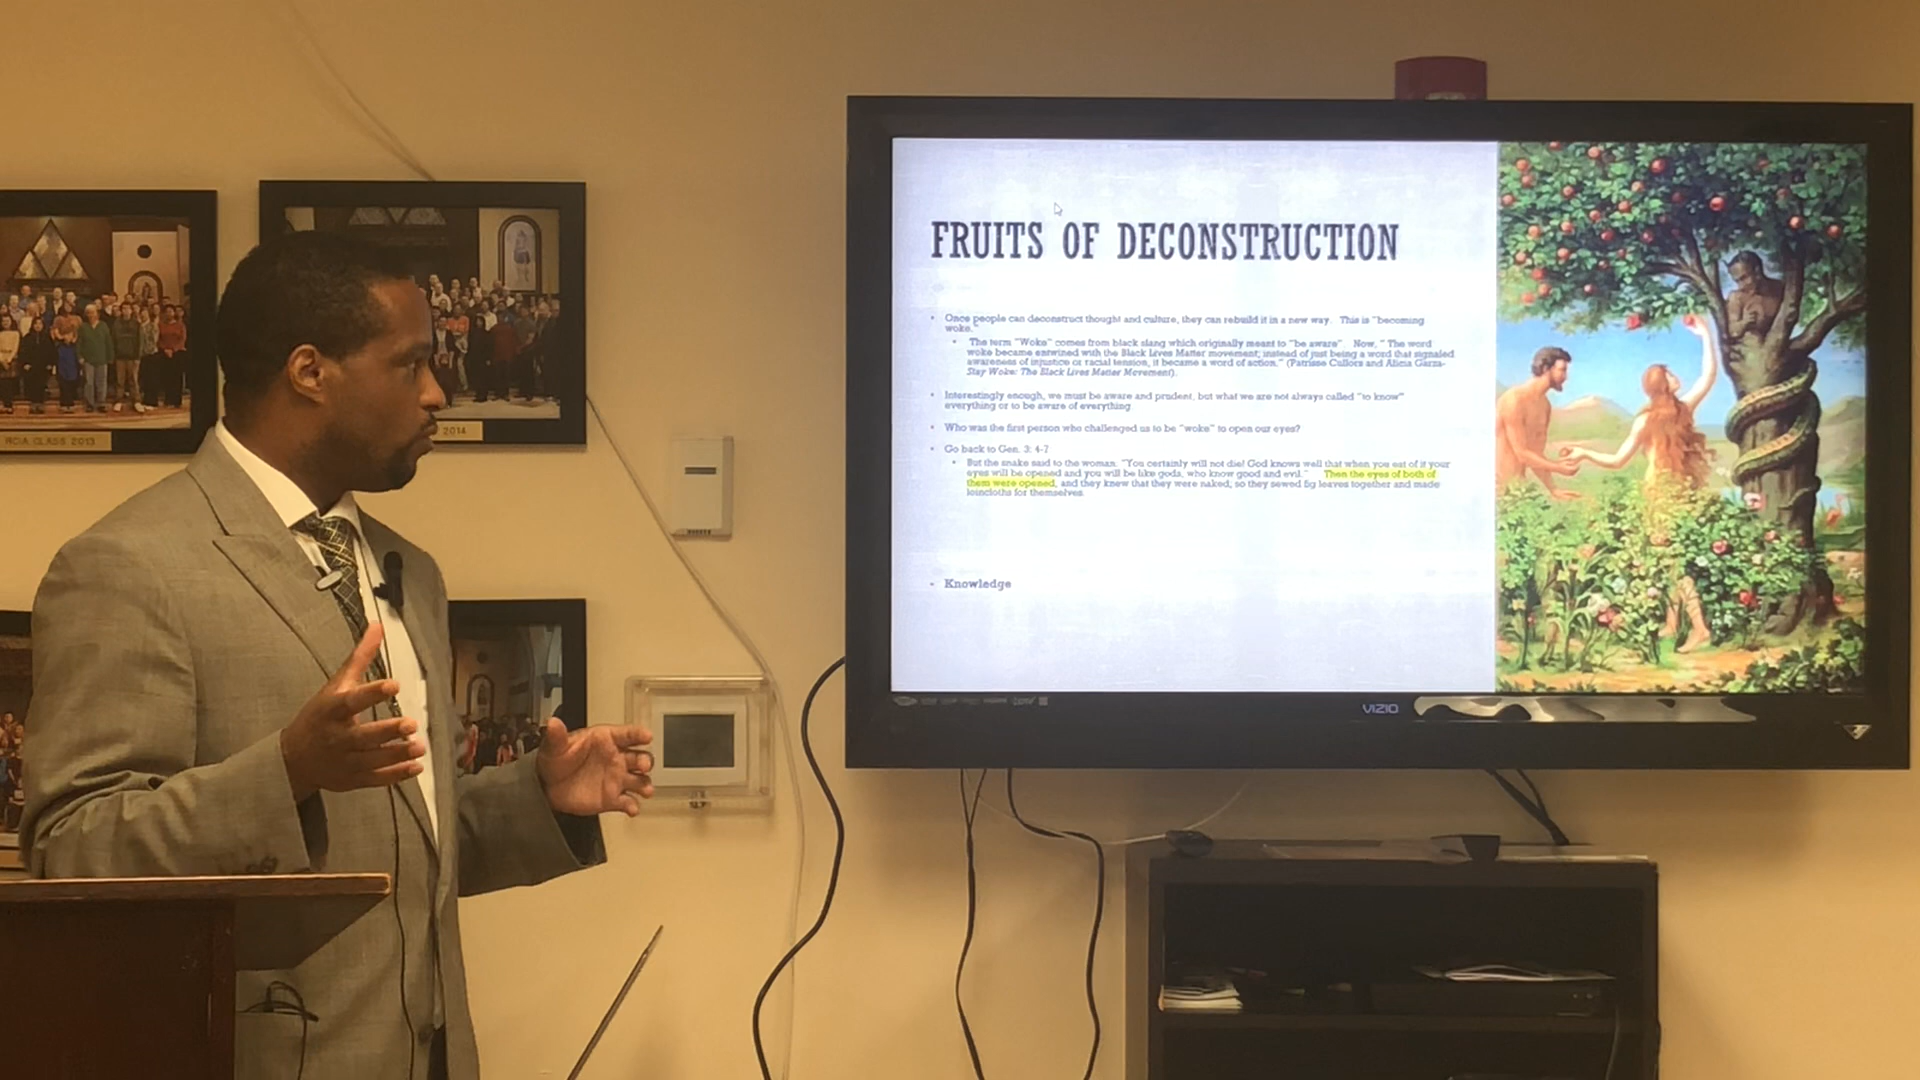 FRUITS OF DECONSTRUCTION
Once people can deconstruct thought and culture, they can rebuild it in a new way. This is "becoming
woke."
The term "Woke" comes from black slang which originally meant to "be aware". Now, "The word
woke became entwined with the Black Lives Matter movement; instead of just being a word that signaled
awareness of injustice or racial tension, it became a word of action." (Patrisse Cullors and Alicia Garza-
Stay Woke: The Black Lives Matter Movement).
Interestingly enough, we must be aware and prudent, but what we are not always called "to know"
everything or to be aware of everything
Who was the first person who challenged us to be "woke" to open our eyes?
Go back to Gen. 3: 4-7
But the snake said to the woman: "You certainly will not die! God knows well that when you eat of it your
eyes will be opened and you will be like gods, who know good and evil." Then the eyes of both of
them were opened, and they knew that they were naked; so they sewed fig leaves together and made
loincloths for themselves.
Knowledge
VIZIO
RCIA CLASS 2013
2014